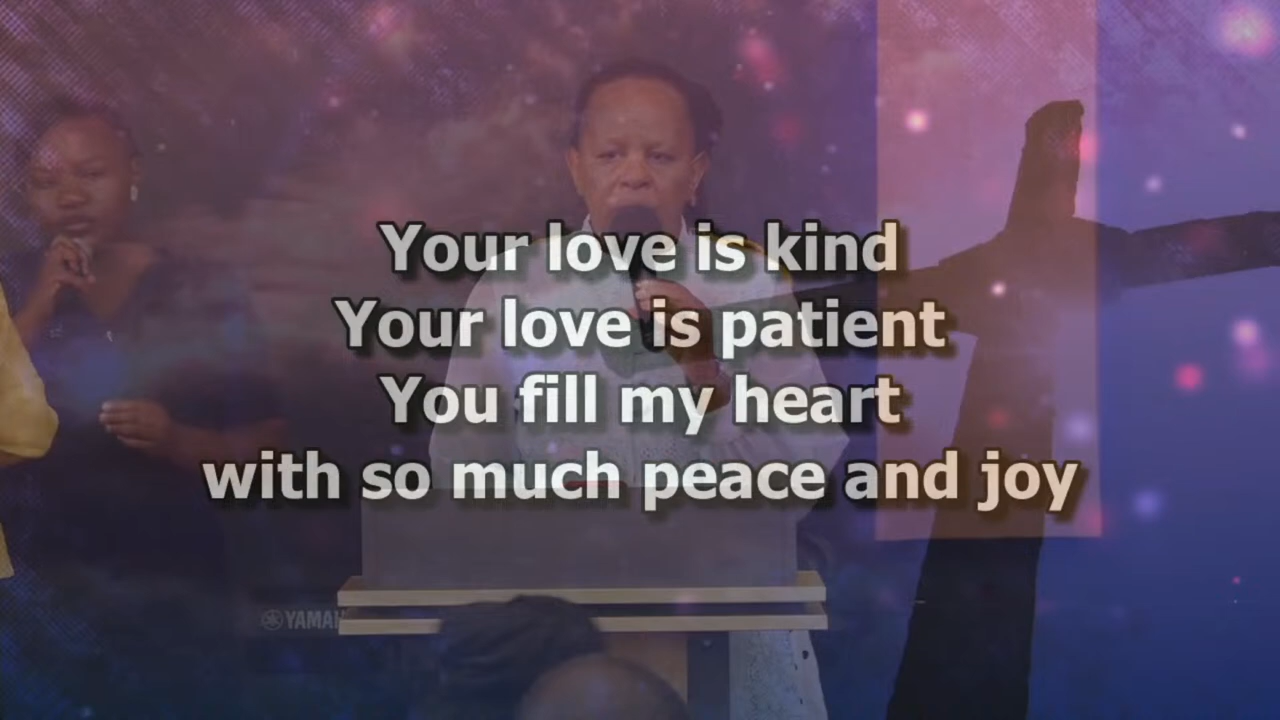 Your love is kind
Your love is patient
You fill my heart
with so much peace and joy